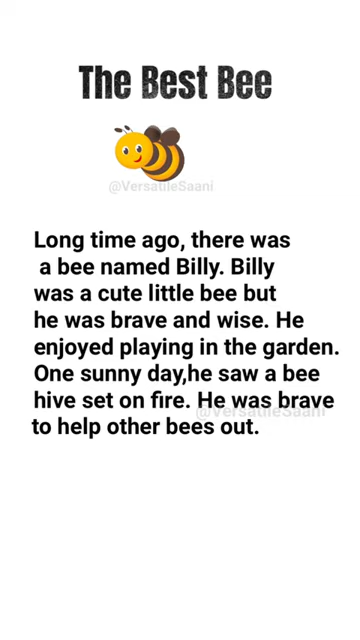 The Best Bee
@VersatileSaani
Long time ago, there was
a bee named Billy. Billy
was a cute little bee but
he was brave and wise. He
enjoyed playing in the garden.
One sunny day,he saw a bee
hive set on fire. He was brave
@VersatileSaani
to help other bees out.